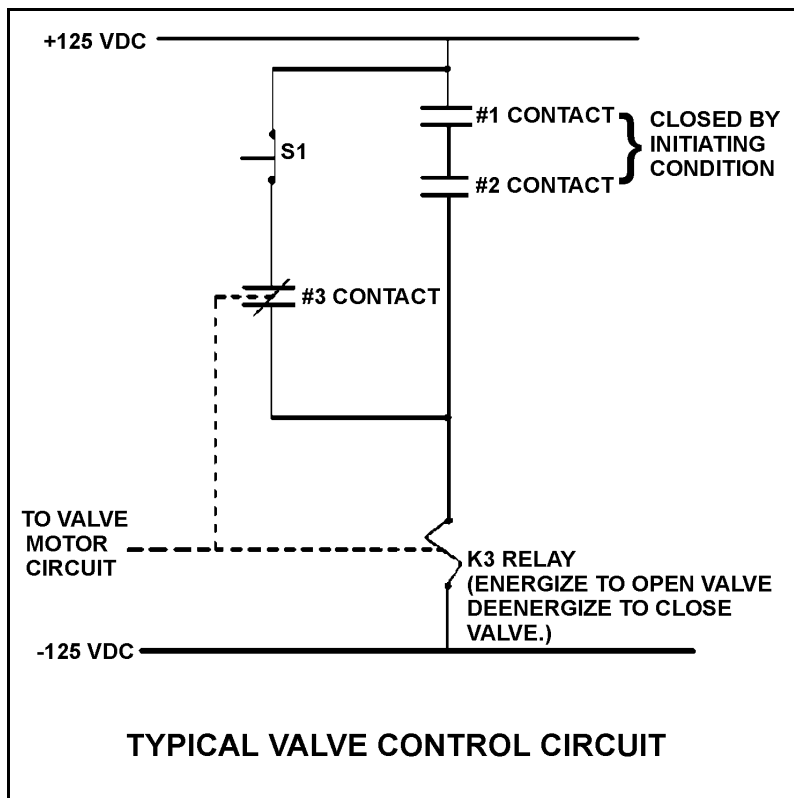 +125 VDC
#1 CONTACT
CLOSED BY
INITIATING
CONDITION
S1
#2 CONTACT
#3 CONTACT
TO VALVE
MOTOR
CIRCUIT
K3 RELAY
(ENERGIZE TO OPEN VALVE
DEENERGIZE TO CLOSE
VALVE.)
-125 VDC
TYPICAL VALVE CONTROL CIRCUIT